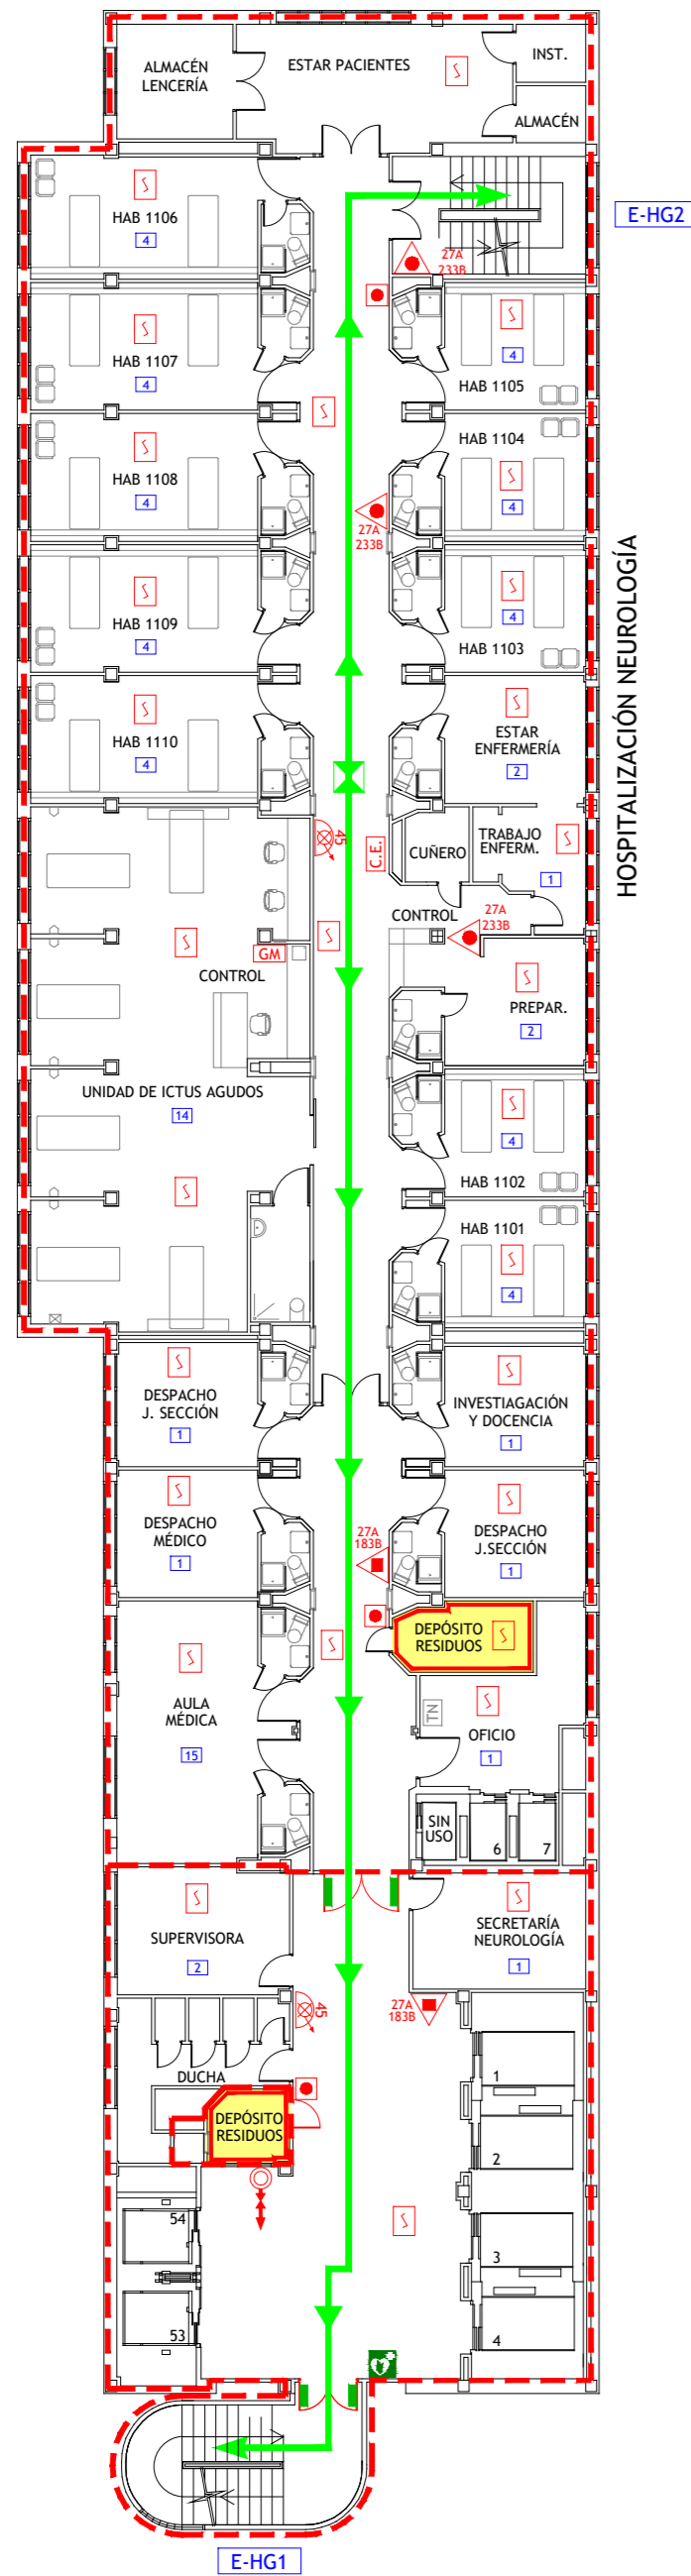 ALMACÉN
LENCERÍA
ESTAR PACIENTES
INST.
ALMACÉN
E-HG2
HAB 1106
4
27A
233B
HAB 1107
4
4
HAB 1105
HAB 1108
4
HAB 1104
4
27A
233B
HAB 1109
4
4
HAB 1103
HOSPITALIZACIÓN NEUROLOGÍA
HAB 1110
4
ESTAR
ENFERMERÍA
2
45
C.E.
CUÑERO
TRABAJO
ENFERM.
1
CONTROL
27A
233B
GM
CONTROL
PREPAR.
2
UNIDAD DE ICTUS AGUDOS
14
4
HAB 1102
HAB 1101
4
DESPACHO
J. SECCIÓN
1
INVESTIAGACIÓN
Y DOCENCIA
1
DESPACHO
MÉDICO
1
27A
183B
DESPACHO
J.SECCIÓN
1
DEPÓSITO
RESIDUOS
AULA
MÉDICA
15
TN
OFICIO
1
SIN
USO
6
7
SUPERVISORA
2
SECRETARÍA
NEUROLOGÍA
1
45
27A
183B
DUCHA
DEPÓSITO
RESIDUOS
1
2
3
4
54
53
E-HG1